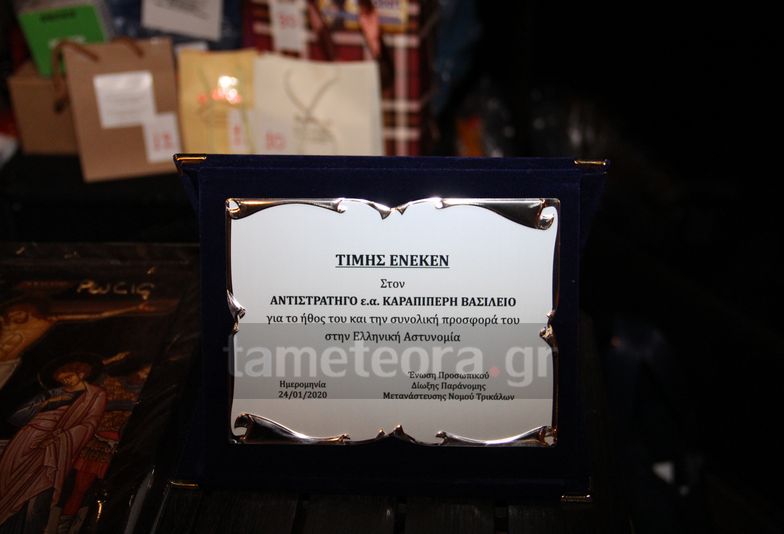 ΤΙΜΗΣ ΕΝΕΚΕΝ
Στον
ΑΝΤΙΣΤΡΑΤΗΓΟ ε.α. ΚΑΡΑΠΙΠΕΡΗ ΒΑΣΙΛΕΙΟ
για το ήθος του και την συνολική προσφορά του
στην Ελληνική Αστυνομία
tameteora.gr
Ημερομηνία
24/01/2020
Ένωση Προσωπικού
Δίωξης Παράνομης
Μετανάστευσης Νομού Τρικάλων